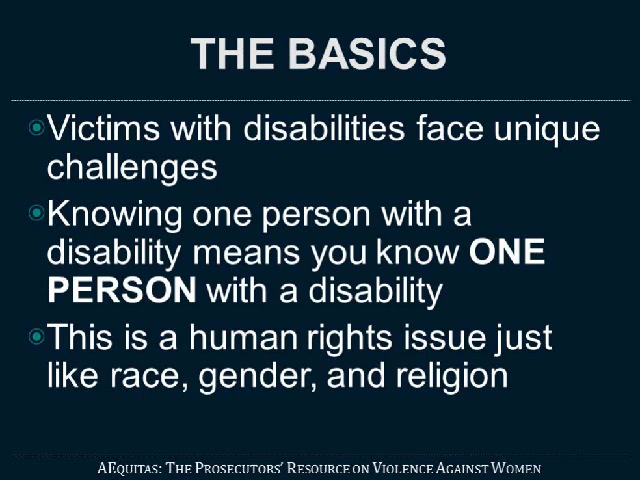 THE BASICS
Victims with disabilities face unique
challenges
Knowing one person with a
disability means you know ONE
PERSON with a disability
This is a human rights issue just
like race, gender, and religion
AEQUITAS: THE PROSECUTORS' RESOURCE ON VIOLENCE AGAINST WOMEN